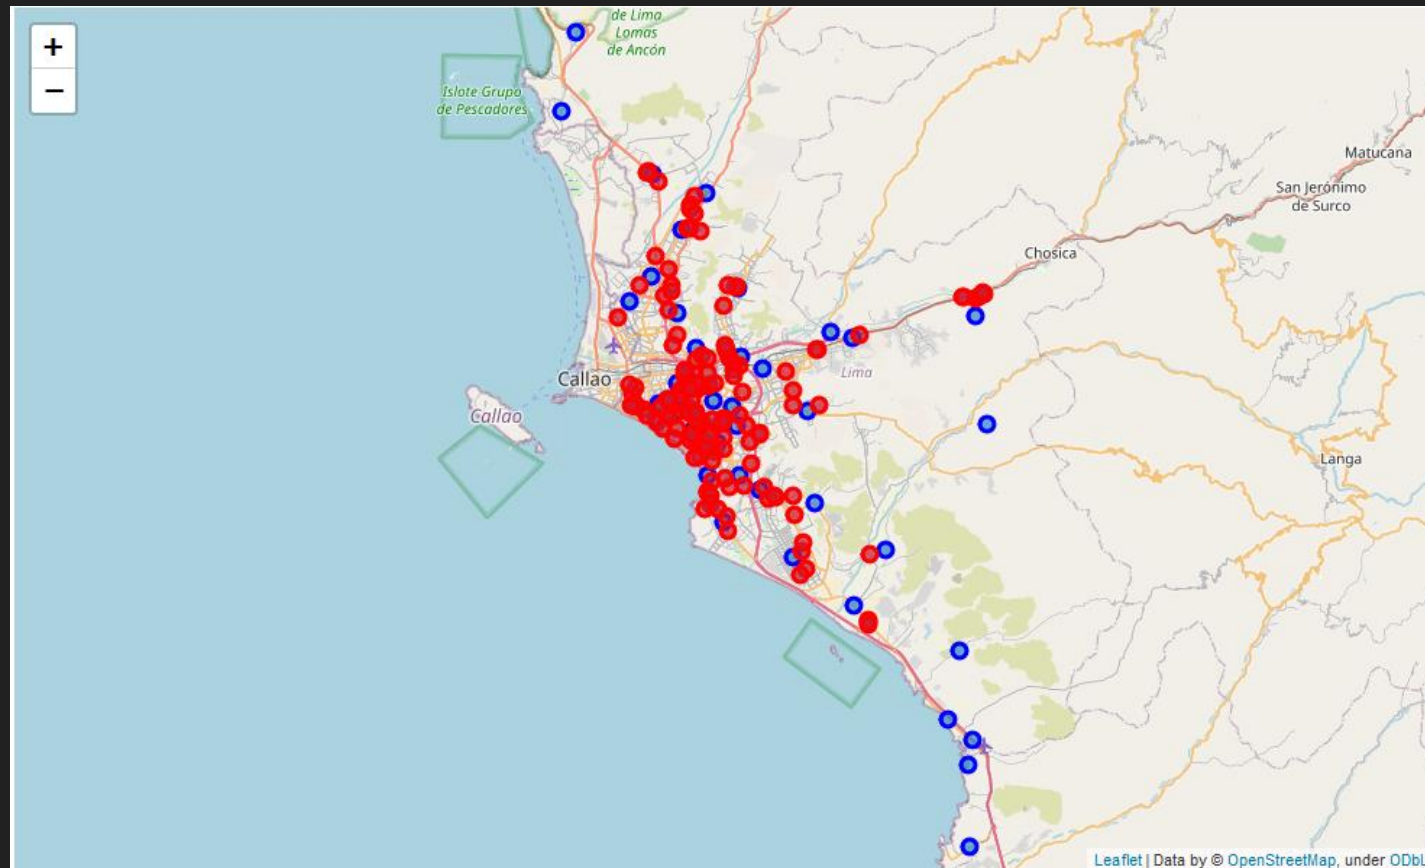 +
−
de Lima
Lomas
de Ancón
Islote Grupo
de Pescadores
Matucana
San Jerónimo
de Surco
Chosica
Lima
Callao
Callao
Langa
Leaflet | Data by © OpenStreetMap, under ODbL